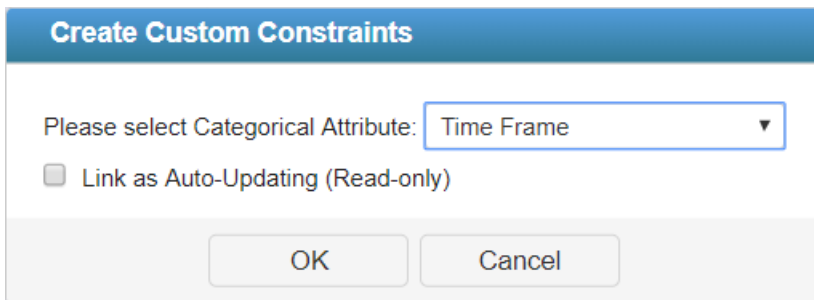 Create Custom Constraints
Please select Categorical Attribute: Time Frame
Link as Auto-Updating (Read-only)
OK Cancel